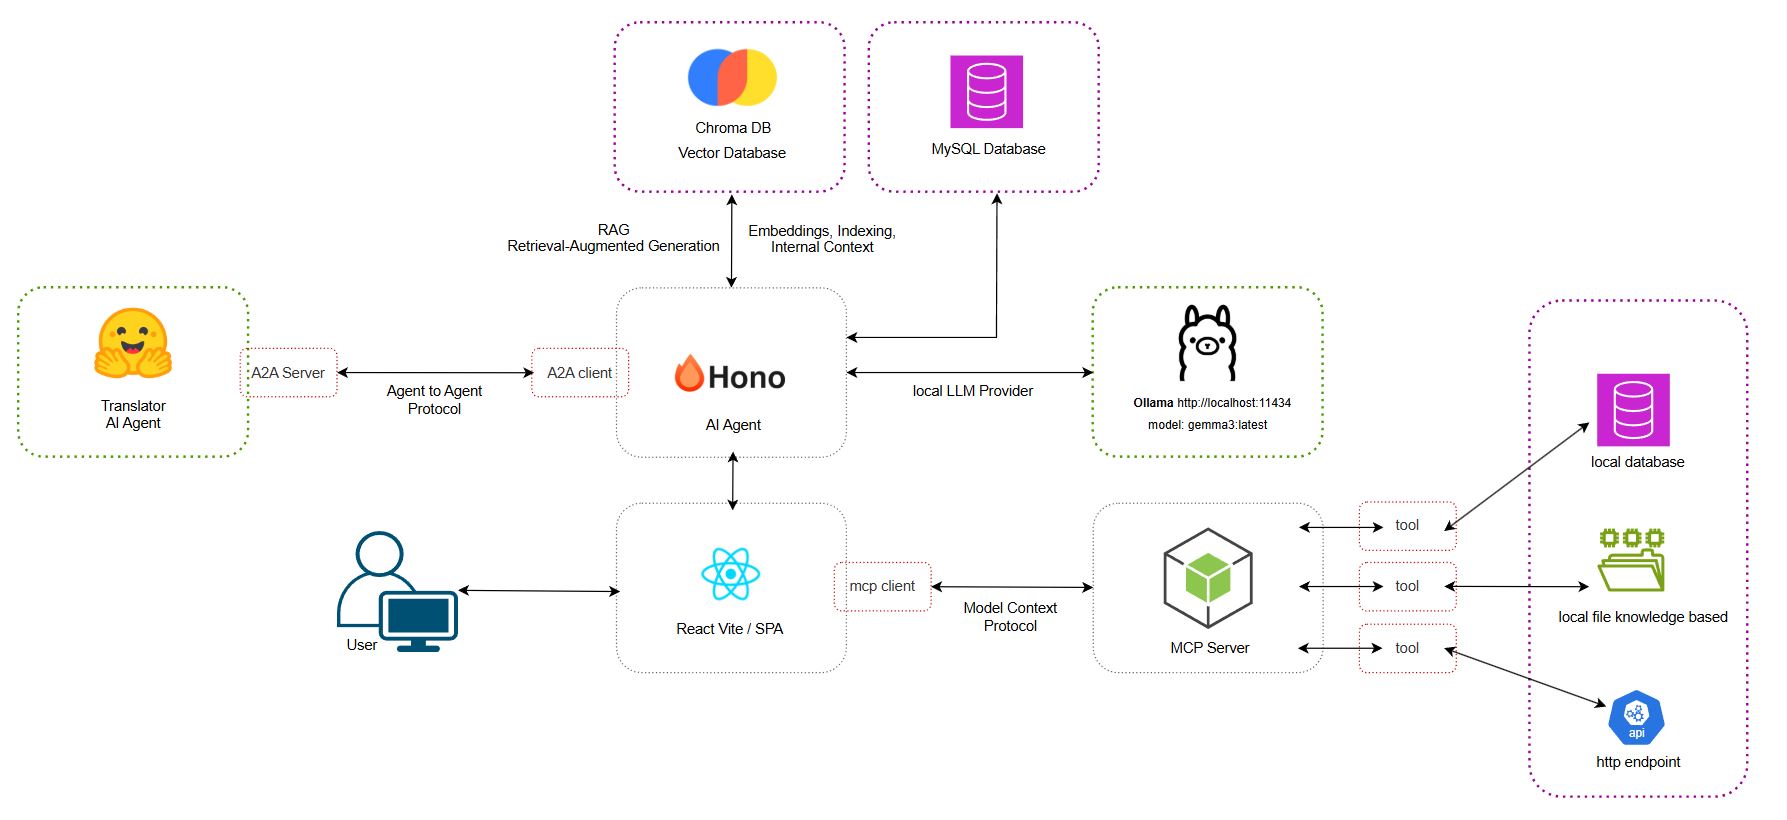 Chroma DB
Vector Database
MySQL Database
RAG
Retrieval-Augmented Generation
Embeddings, Indexing,
Internal Context
A2A Server
Translator
AI Agent
Agent to Agent
Protocol
A2A client
Hono
AI Agent
local LLM Provider
Ollama http://localhost:11434
model: gemma3:latest
local database
User
React Vite / SPA
mcp client
Model Context
Protocol
MCP Server
tool
tool
tool
local file knowledge based
api
http endpoint